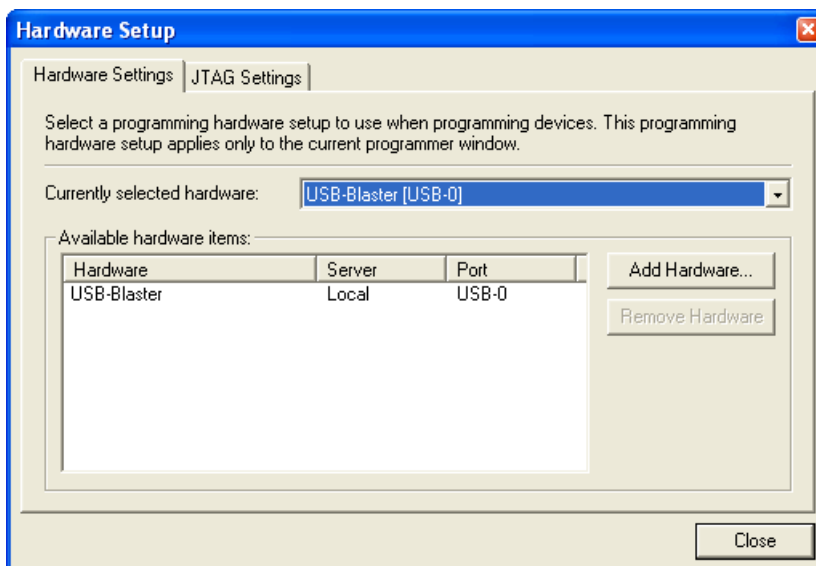 Hardware Setup
Hardware Settings JTAG Settings
Select a programming hardware setup to use when programming devices. This programming
hardware setup applies only to the current programmer window.
Currently selected hardware: USB-Blaster [USB-0]
Available hardware items:
Hardware Server Port
USB-Blaster Local USB-0
Add Hardware...
Remove Hardware
Close